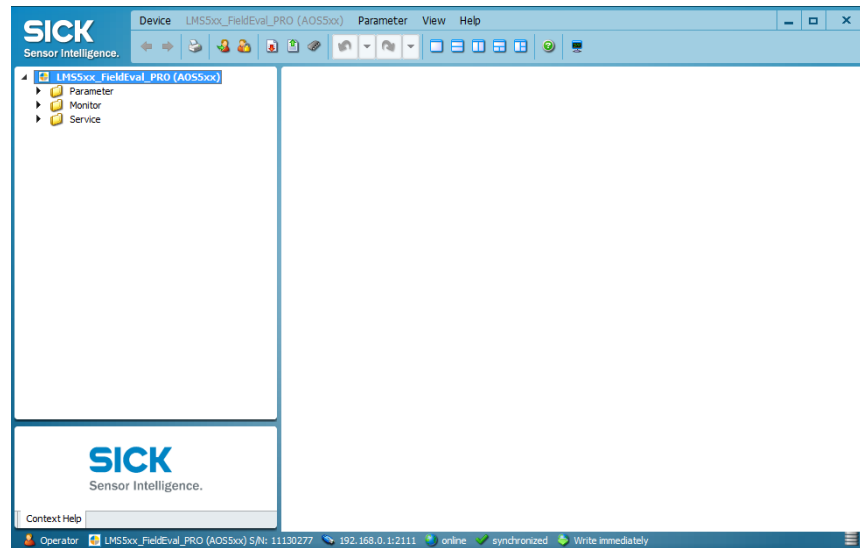 SICK
Sensor Intelligence.
Device LMS5xx_FieldEval_PRO (AOS5xx) Parameter View Help
LMS5xx_FieldEval_PRO (AOS5xx)
Parameter
Monitor
Service
SICK
Sensor Intelligence.
Context Help
Operator LMS5xx_FieldEval_PRO (AOS5xx) S/N: 11130277 192.168.0.1:2111 online synchronized Write immediately